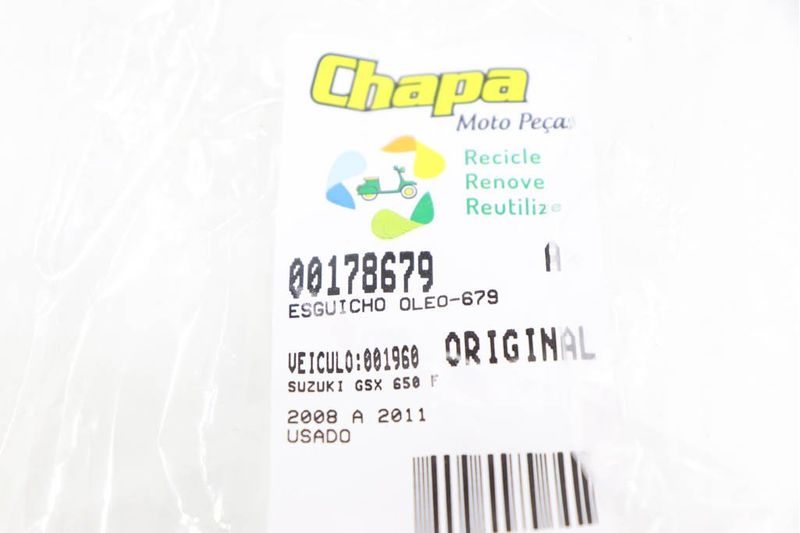 Chapa
Moto Peças
Recicle
Renove
Reutilize
00178679 A
ESGUICHO OLEO-679
VEICULO:001960 ORIGINAL
SUZUKI GSX 650 F
2008 A 2011
USADO